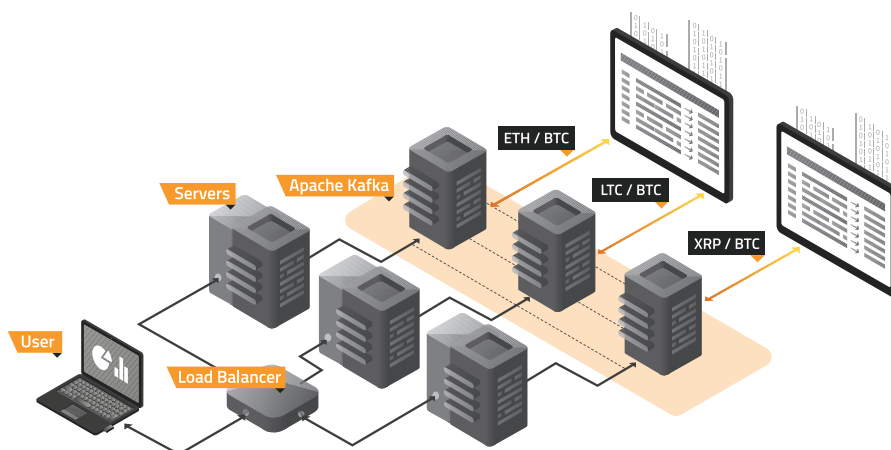 ETH / BTC
Apache Kafka
Servers
LTC / BTC
XRP / BTC
User
Load Balancer